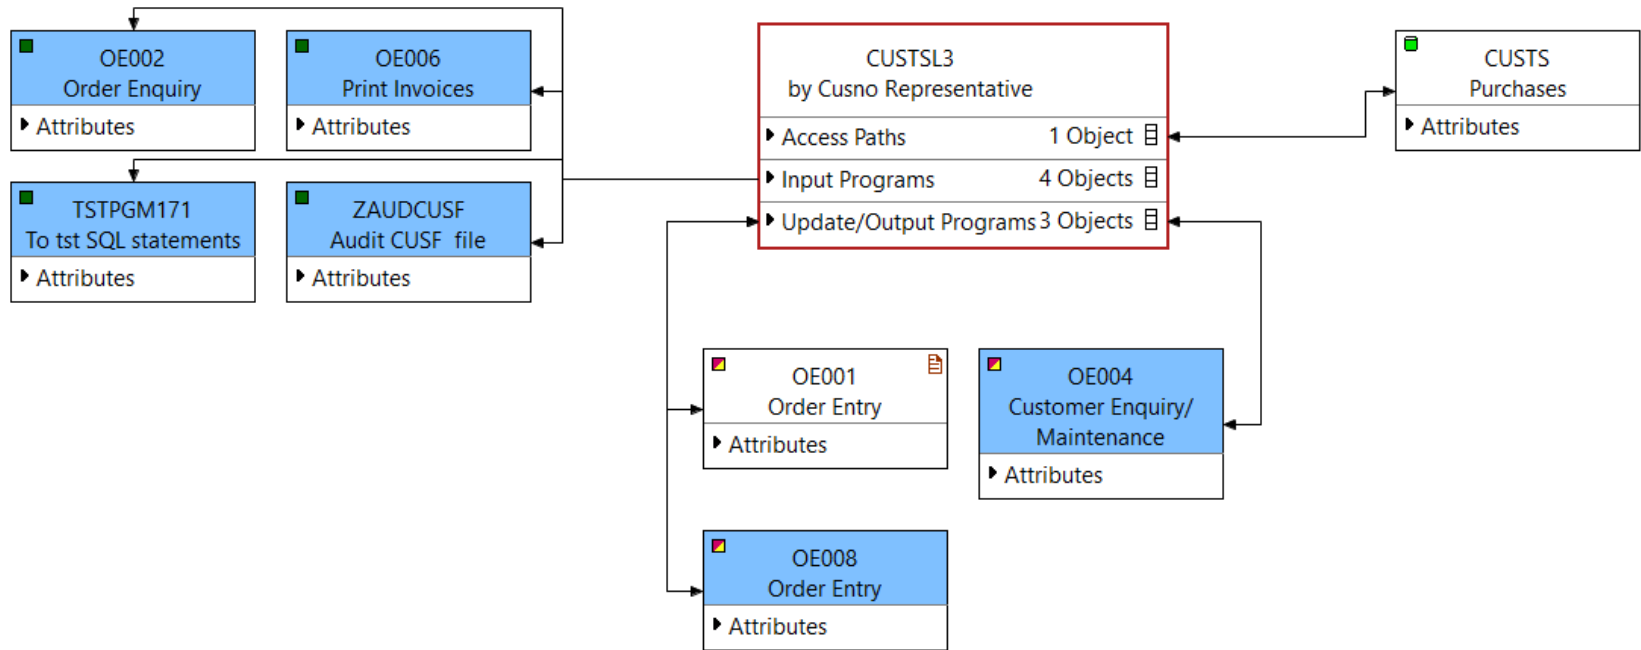 OE002
Order Enquiry
Attributes
OE006
Print Invoices
Attributes
TSTPGM171
To tst SQL statements
Attributes
ZAUDCUSF
Audit CUSF  file
Attributes
CUSTSL3
by Cusno Representative
Access Paths 1 Object
Input Programs 4 Objects
Update/Output Programs 3 Objects
CUSTS
Purchases
Attributes
OE001
Order Entry
Attributes
OE004
Customer Enquiry/
Maintenance
Attributes
OE008
Order Entry
Attributes